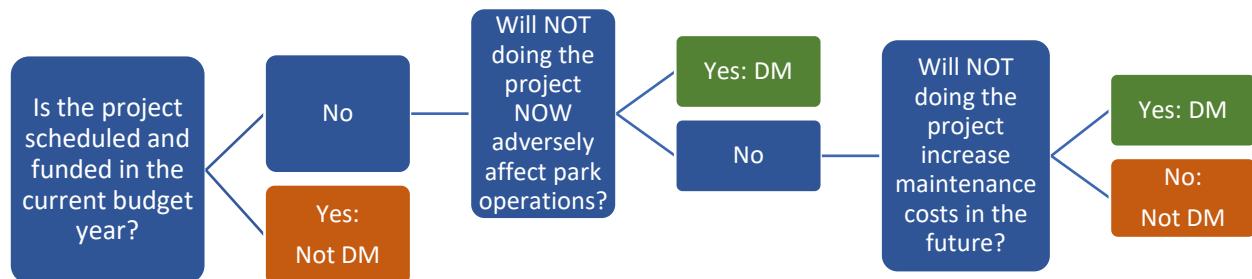 Is the project
scheduled and
funded in the
current budget
year?
No
Yes:
Not DM
Will NOT
doing the
project
NOW
adversely
affect park
operations?
Yes: DM
No
Will NOT
doing the
project
increase
maintenance
costs in the
future?
Yes: DM
No:
Not DM